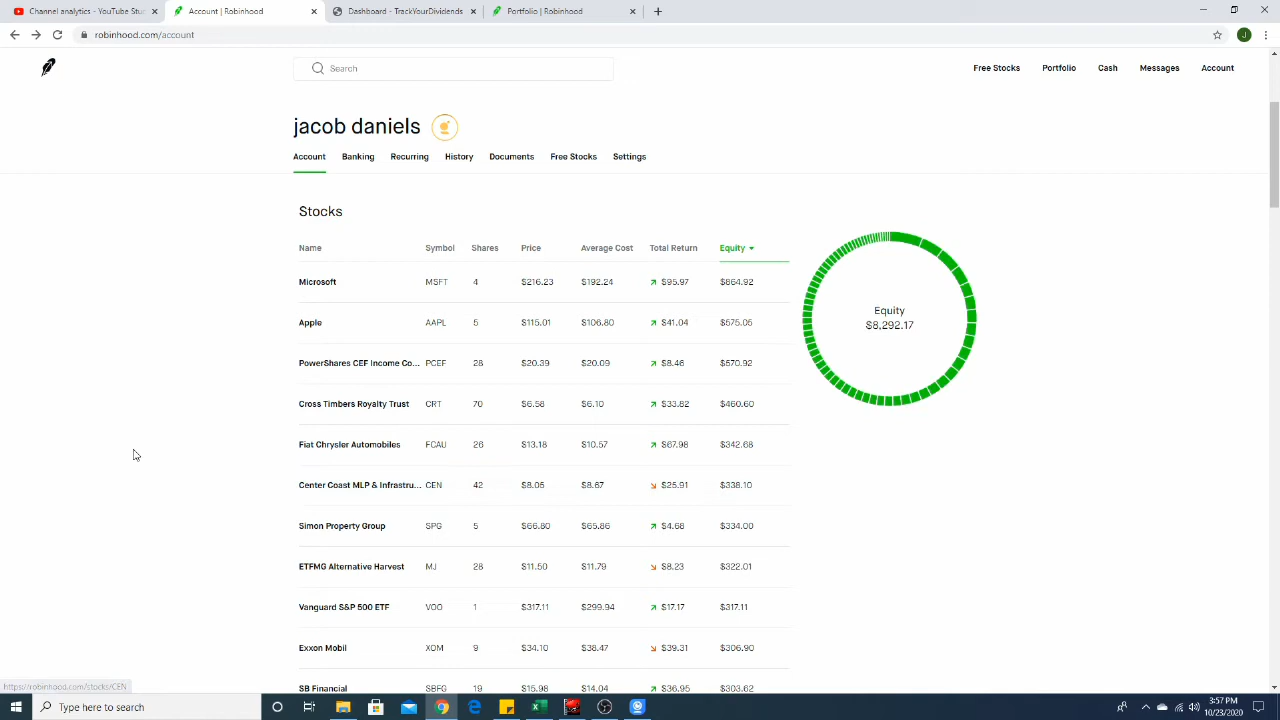 Channel analytics - YouTube Stu
Account | Robinhood
Dashboard - TrackYourDividends
Portfolio | Robinhood
robinhood.com/account
J
Search
Free Stocks Portfolio Cash Messages Account
jacob daniels
Account Banking Recurring History Documents Free Stocks Settings
Stocks
Name Symbol Shares Price Average Cost Total Return Equity
Microsoft MSFT 4 $216.23 $192.24 $95.97 $864.92
Apple AAPL 5 $115.01 $106.80 $41.04 $575.05
PowerShares CEF Income Co... PCEF 28 $20.39 $20.09 $8.46 $570.92
Cross Timbers Royalty Trust CRT 70 $6.58 $6.10 $33.82 $460.60
Fiat Chrysler Automobiles FCAU 26 $13.18 $10.57 $67.98 $342.68
Center Coast MLP & Infrastru... CEN 42 $8.05 $8.67 $25.91 $338.10
Simon Property Group SPG 5 $66.80 $65.86 $4.68 $334.00
ETFMG Alternative Harvest MJ 28 $11.50 $11.79 $8.23 $322.01
Vanguard S&P 500 ETF VOO 1 $317.11 $299.94 $17.17 $317.11
Exxon Mobil XOM 9 $34.10 $38.47 $39.31 $306.90
SB Financial SBFG 19 $15.98 $14.04 $36.95 $303.62
Equity
$8,292.17
https://robinhood.com/stocks/CEN
Type here to search
3:57 PM
10/23/2020